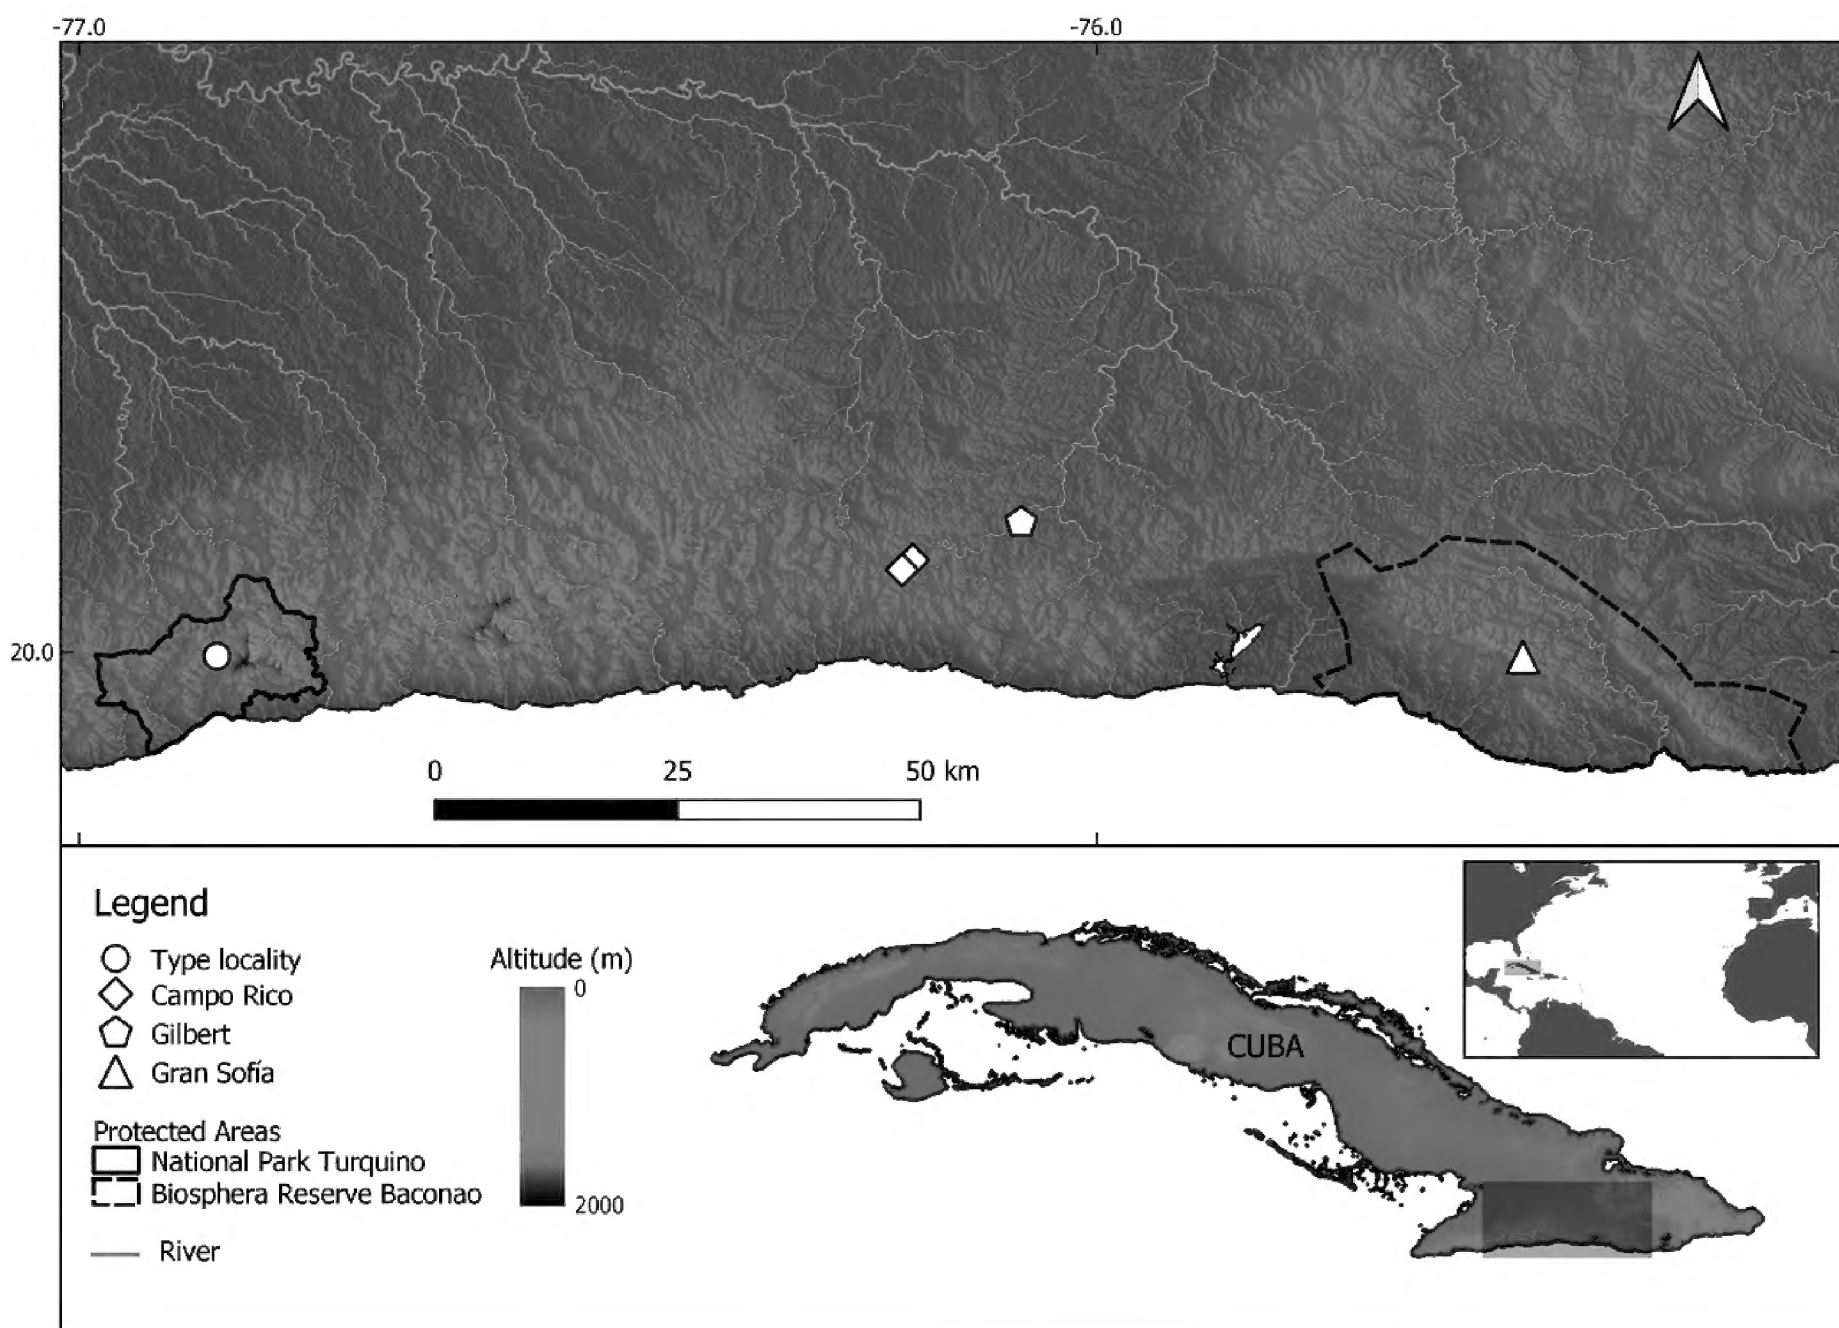 -77.0
-76.0
20.0
0 25 50 km
Legend
Type locality
Campo Rico
Gilbert
Gran Sofía
Protected Areas
National Park Turquino
Biosphera Reserve Baconao
River
Altitude (m)
0
2000
CUBA